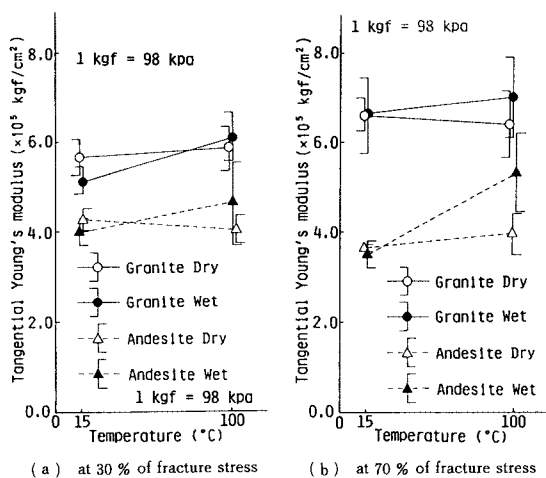 1 kgf = 98 kpa
Tangential Young's modulus (×10⁵ kgf/cm²)
8.0
6.0
4.0
2.0
0.0
Granite Dry
Granite Wet
Andesite Dry
Andesite Wet
1 kgf = 98 kpa
0 15 100
Temperature (°C)
(a) at 30 % of fracture stress
1 kgf = 98 kpa
Tangential Young's modulus (×10⁵ kgf/cm²)
8.0
6.0
4.0
2.0
0.0
Granite Dry
Granite Wet
Andesite Dry
Andesite Wet
0 15 100
Temperature (°C)
(b) at 70 % of fracture stress